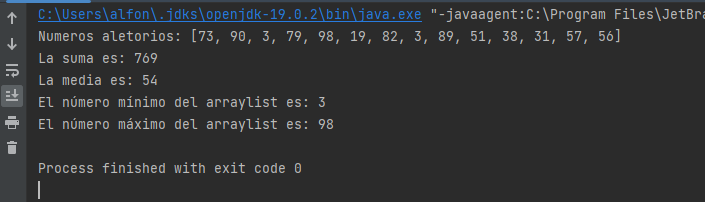 C:\Users\alfon\.jdks\openjdk-19.0.2\bin\java.exe "-javaagent:C:\Program Files\JetBra
Numeros aletorios: [73, 90, 3, 79, 98, 19, 82, 3, 89, 51, 38, 31, 57, 56]
La suma es: 769
La media es: 54
El número mínimo del arraylist es: 3
El número máximo del arraylist es: 98
Process finished with exit code 0